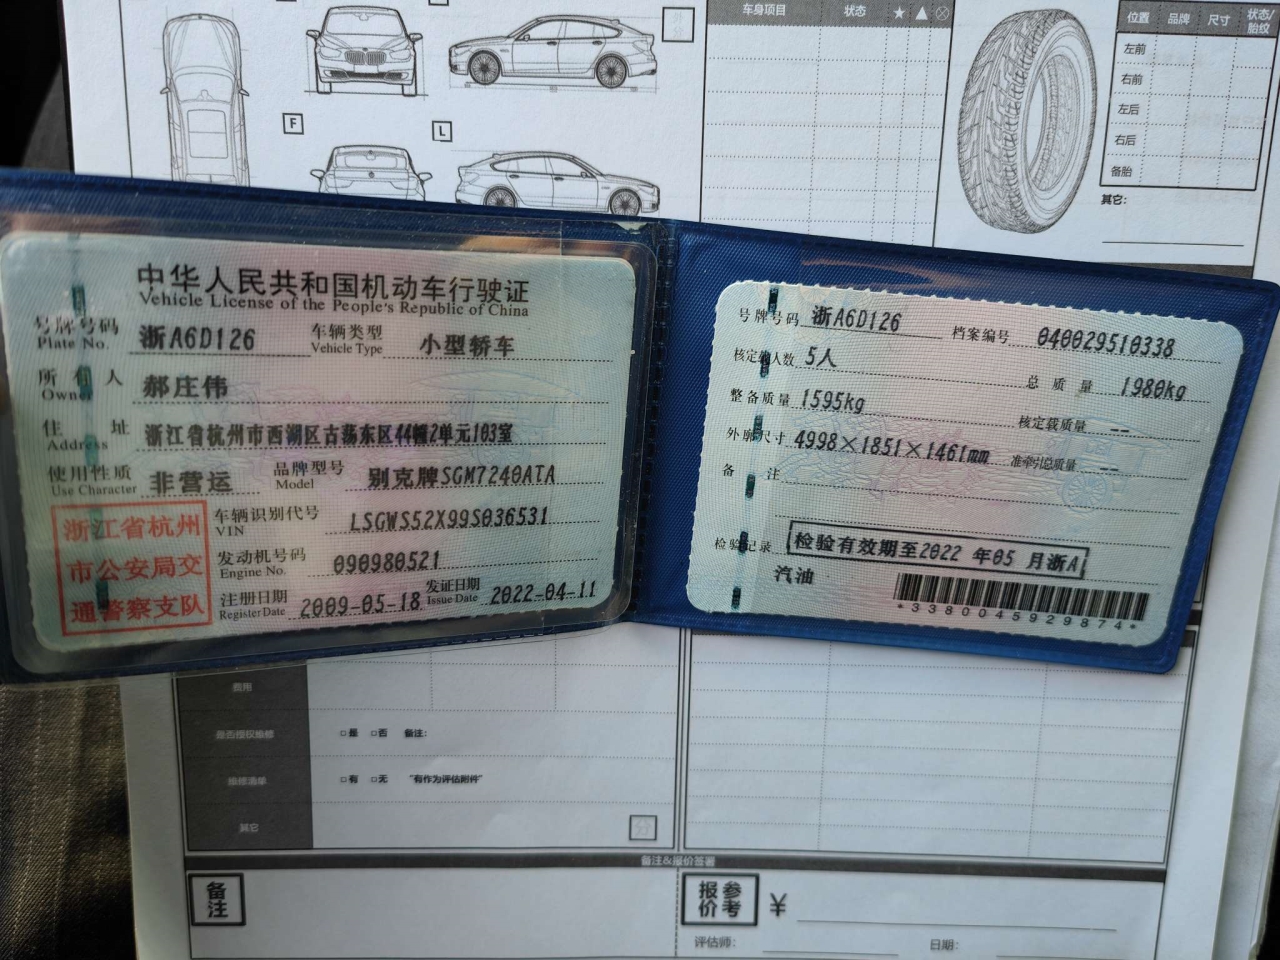 车身项目 状态 ★ ▲ ⊗
位置 品牌 尺寸 状态/胎纹
左前
右前
左后
右后
备胎
其它:
F
L
中华人民共和国机动车行驶证
Vehicle License of the People's Republic of China
号牌号码 浙A6D126 车辆类型 小型轿车
Plate No. Vehicle Type
所有人 郝庄伟
Owner
住址 浙江省杭州市西湖区古荡东区44幢2单元103室
Address
使用性质 非营运 品牌型号 别克牌SGM7240ATA
Use Character Model
浙江省杭州
市公安局交
通警察支队
车辆识别代号 LSGWS52X99S036531
VIN
发动机号码 090980521
Engine No.
注册日期 2009-05-18 发证日期 2022-04-11
Register Date Issue Date
号牌号码 浙A6D126 档案编号 040029510338
核定载人数 5人 总质量 1980kg
整备质量 1595kg 核定载质量 --
外廓尺寸 4998×1851×1461mm 准牵引总质量 --
备注
检验记录 检验有效期至2022 年05 月浙A
汽油
*3380045929874*
费用
是否授权维修 □是 □否 备注:
维修清单 □有 □无 "有作为评估附件"
其它
备注&报价签署
备注
报价参考 ¥
评估师: 日期: